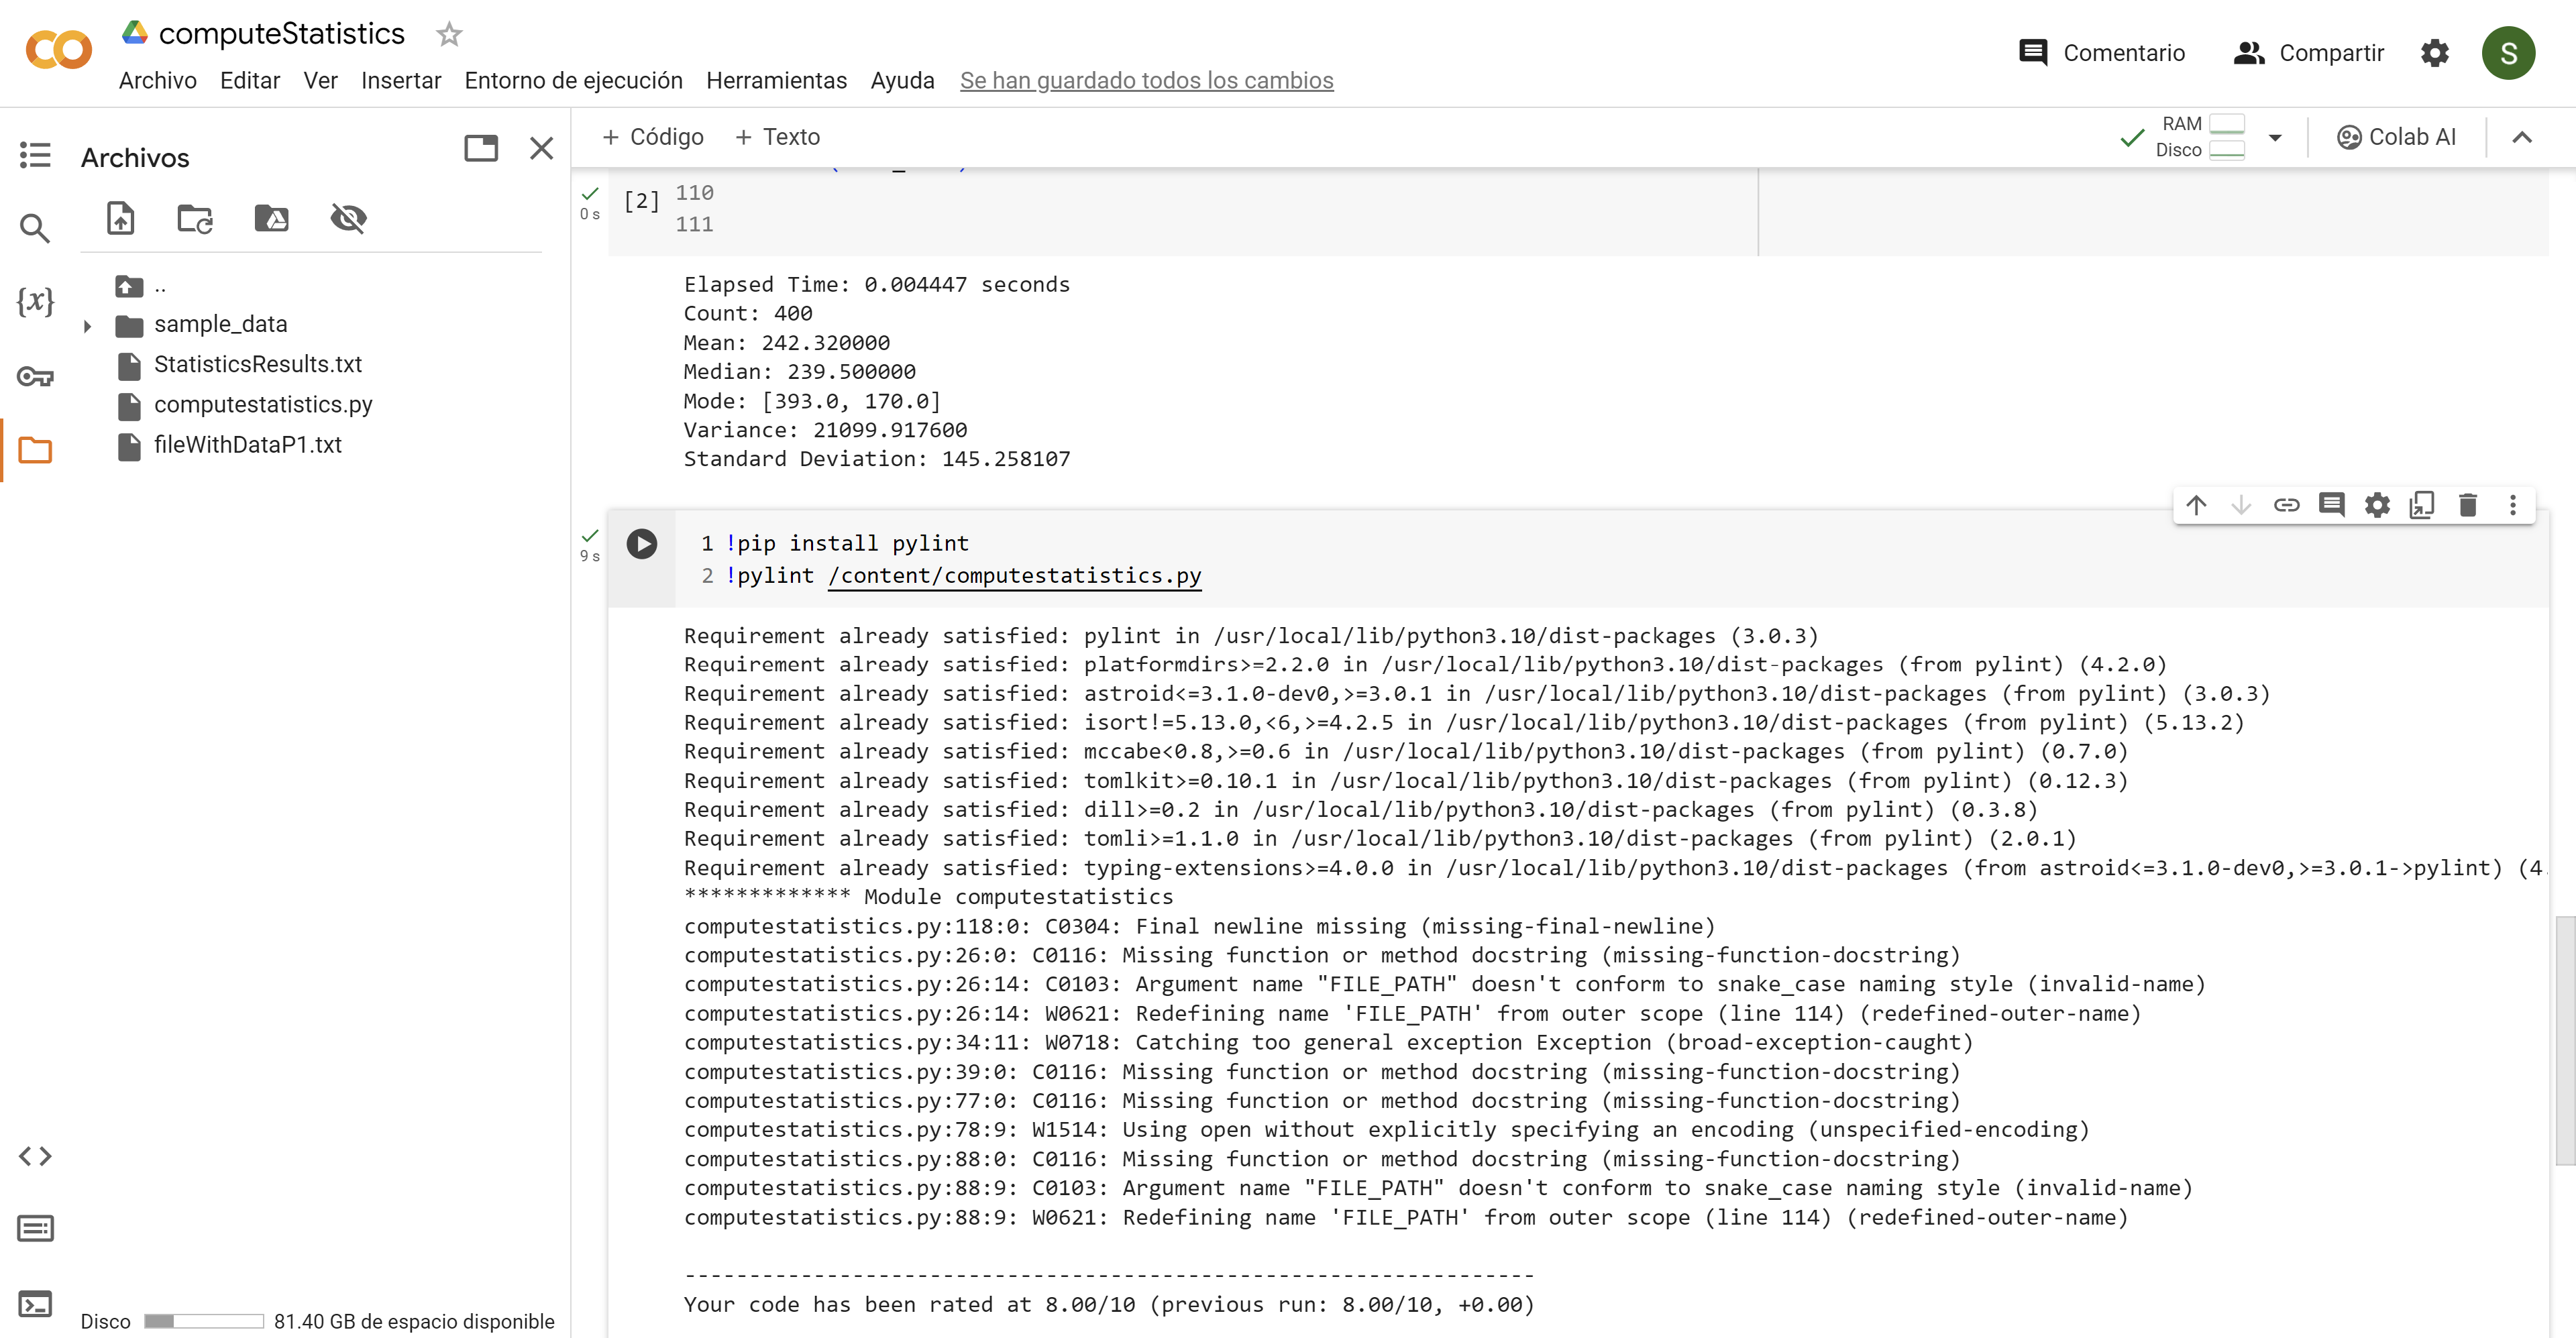 computeStatistics
Archivo Editar Ver Insertar Entorno de ejecución Herramientas Ayuda Se han guardado todos los cambios
Comentario Compartir S
Archivos
+ Código + Texto
RAM
Disco
Colab AI
..
sample_data
StatisticsResults.txt
computestatistics.py
fileWithDataP1.txt
{x}
Disco 81.40 GB de espacio disponible
0 s
[2] 110
111
Elapsed Time: 0.004447 seconds
Count: 400
Mean: 242.320000
Median: 239.500000
Mode: [393.0, 170.0]
Variance: 21099.917600
Standard Deviation: 145.258107
9 s
1 !pip install pylint
2 !pylint /content/computestatistics.py
Requirement already satisfied: pylint in /usr/local/lib/python3.10/dist-packages (3.0.3)
Requirement already satisfied: platformdirs>=2.2.0 in /usr/local/lib/python3.10/dist-packages (from pylint) (4.2.0)
Requirement already satisfied: astroid<=3.1.0-dev0,>=3.0.1 in /usr/local/lib/python3.10/dist-packages (from pylint) (3.0.3)
Requirement already satisfied: isort!=5.13.0,<6,>=4.2.5 in /usr/local/lib/python3.10/dist-packages (from pylint) (5.13.2)
Requirement already satisfied: mccabe<0.8,>=0.6 in /usr/local/lib/python3.10/dist-packages (from pylint) (0.7.0)
Requirement already satisfied: tomlkit>=0.10.1 in /usr/local/lib/python3.10/dist-packages (from pylint) (0.12.3)
Requirement already satisfied: dill>=0.2 in /usr/local/lib/python3.10/dist-packages (from pylint) (0.3.8)
Requirement already satisfied: tomli>=1.1.0 in /usr/local/lib/python3.10/dist-packages (from pylint) (2.0.1)
Requirement already satisfied: typing-extensions>=4.0.0 in /usr/local/lib/python3.10/dist-packages (from astroid<=3.1.0-dev0,>=3.0.1->pylint) (4.
************* Module computestatistics
computestatistics.py:118:0: C0304: Final newline missing (missing-final-newline)
computestatistics.py:26:0: C0116: Missing function or method docstring (missing-function-docstring)
computestatistics.py:26:14: C0103: Argument name "FILE_PATH" doesn't conform to snake_case naming style (invalid-name)
computestatistics.py:26:14: W0621: Redefining name 'FILE_PATH' from outer scope (line 114) (redefined-outer-name)
computestatistics.py:34:11: W0718: Catching too general exception Exception (broad-exception-caught)
computestatistics.py:39:0: C0116: Missing function or method docstring (missing-function-docstring)
computestatistics.py:77:0: C0116: Missing function or method docstring (missing-function-docstring)
computestatistics.py:78:9: W1514: Using open without explicitly specifying an encoding (unspecified-encoding)
computestatistics.py:88:0: C0116: Missing function or method docstring (missing-function-docstring)
computestatistics.py:88:9: C0103: Argument name "FILE_PATH" doesn't conform to snake_case naming style (invalid-name)
computestatistics.py:88:9: W0621: Redefining name 'FILE_PATH' from outer scope (line 114) (redefined-outer-name)
------------------------------------------------------------------
Your code has been rated at 8.00/10 (previous run: 8.00/10, +0.00)